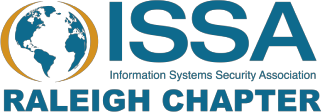 ISSA
Information Systems Security Association
RALEIGH CHAPTER